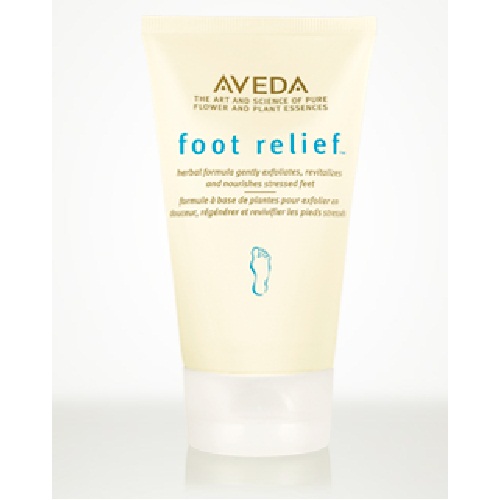 AVEDA
THE ART AND SCIENCE OF PURE
FLOWER AND PLANT ESSENCES
foot relief™
herbal formula gently exfoliates, revitalizes
and nourishes stressed feet
formule à base de plantes pour exfolier en
douceur, régénérer et revivifier les pieds stressés